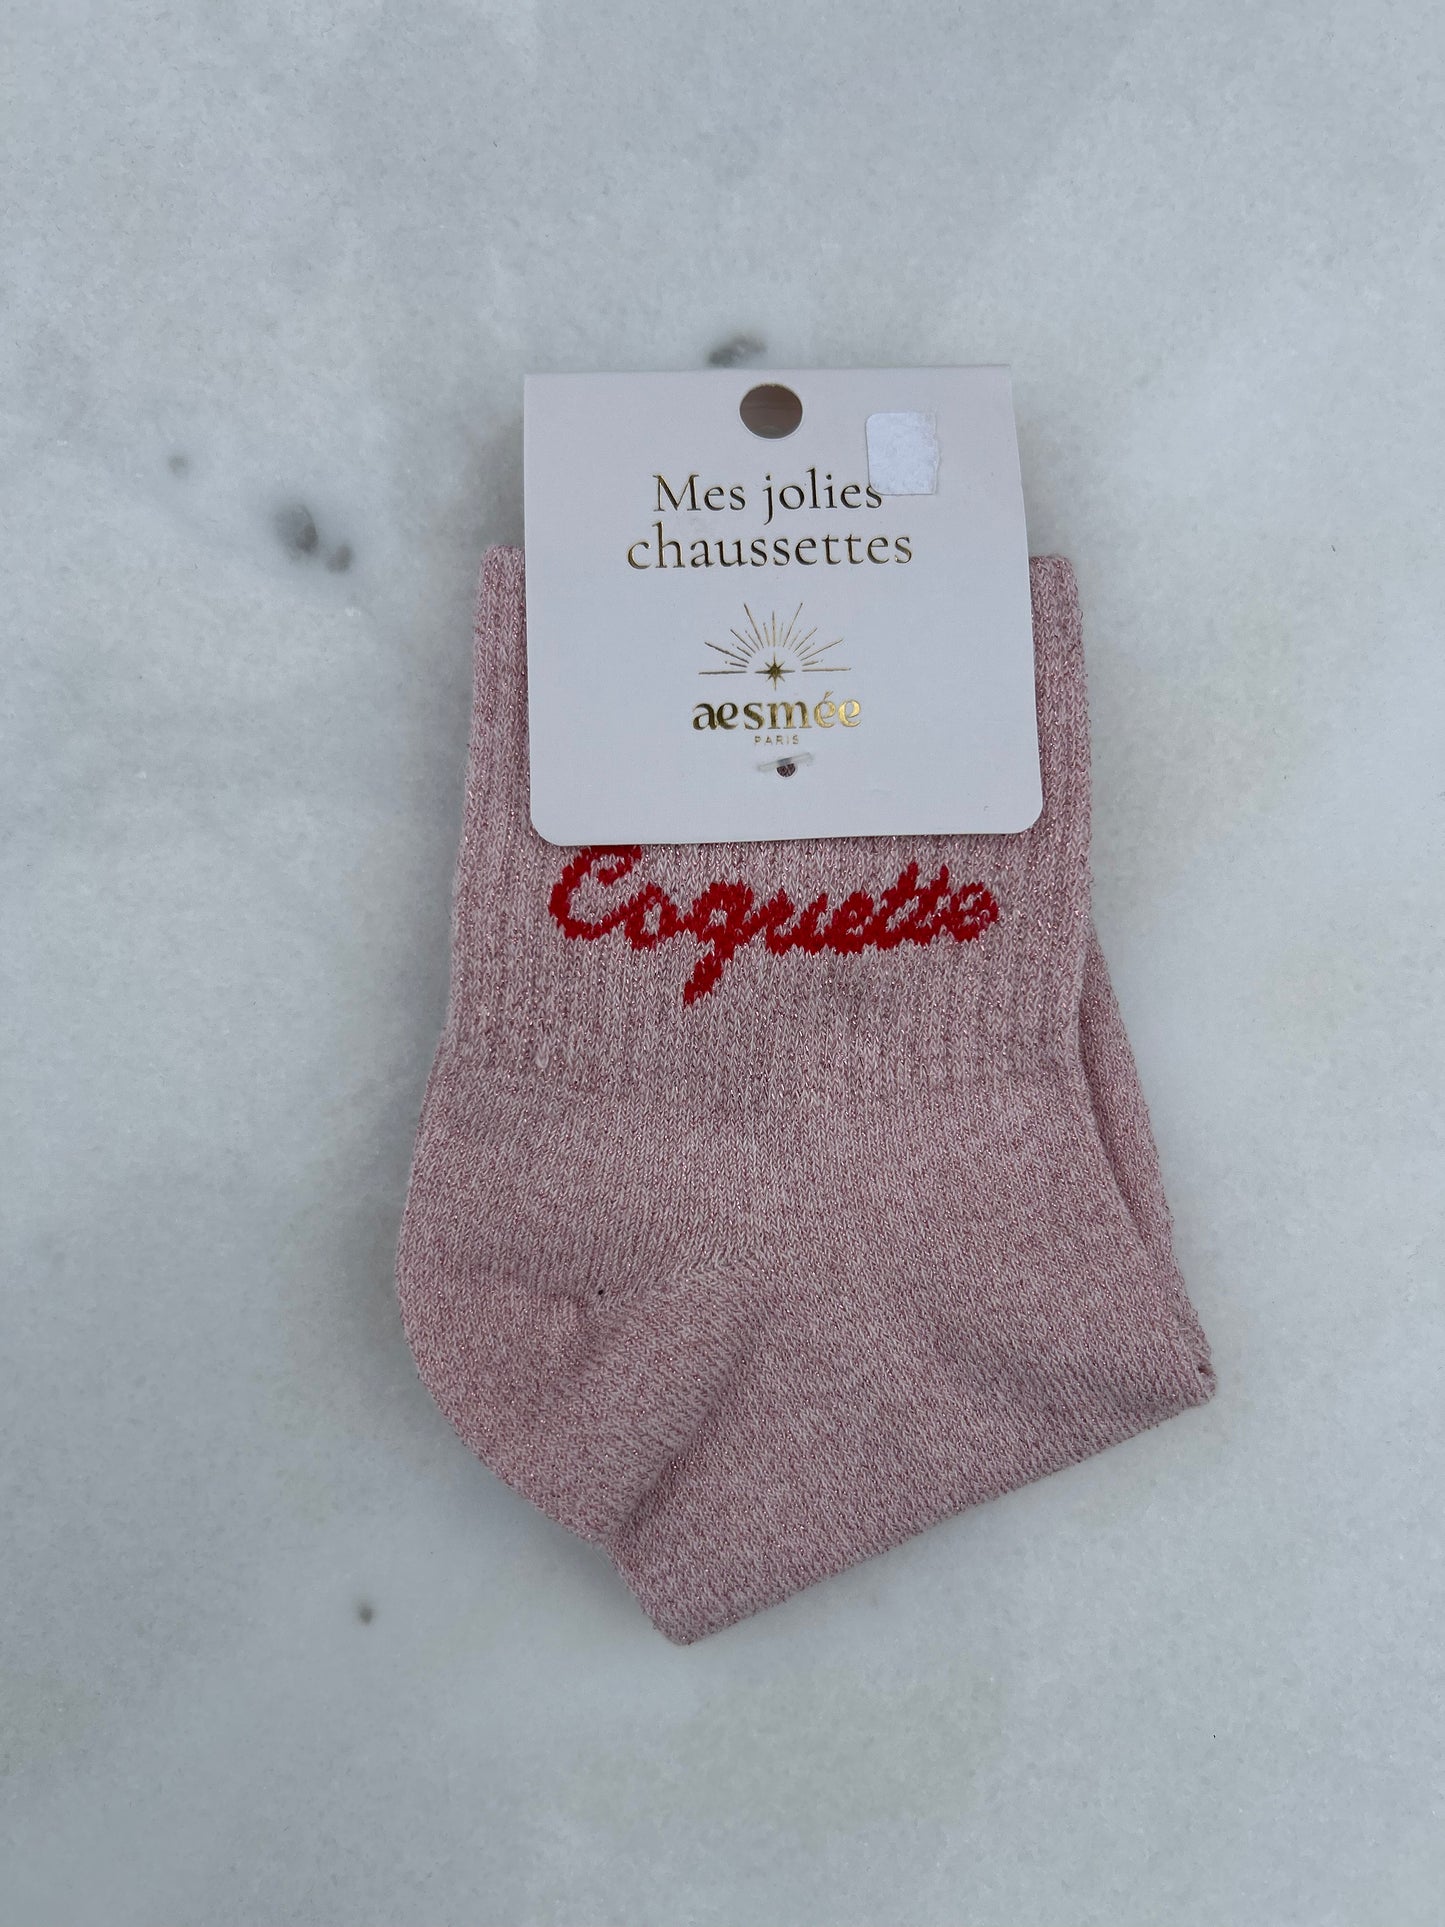 Mes jolies
chaussettes
aesmée
PARIS
Coquette